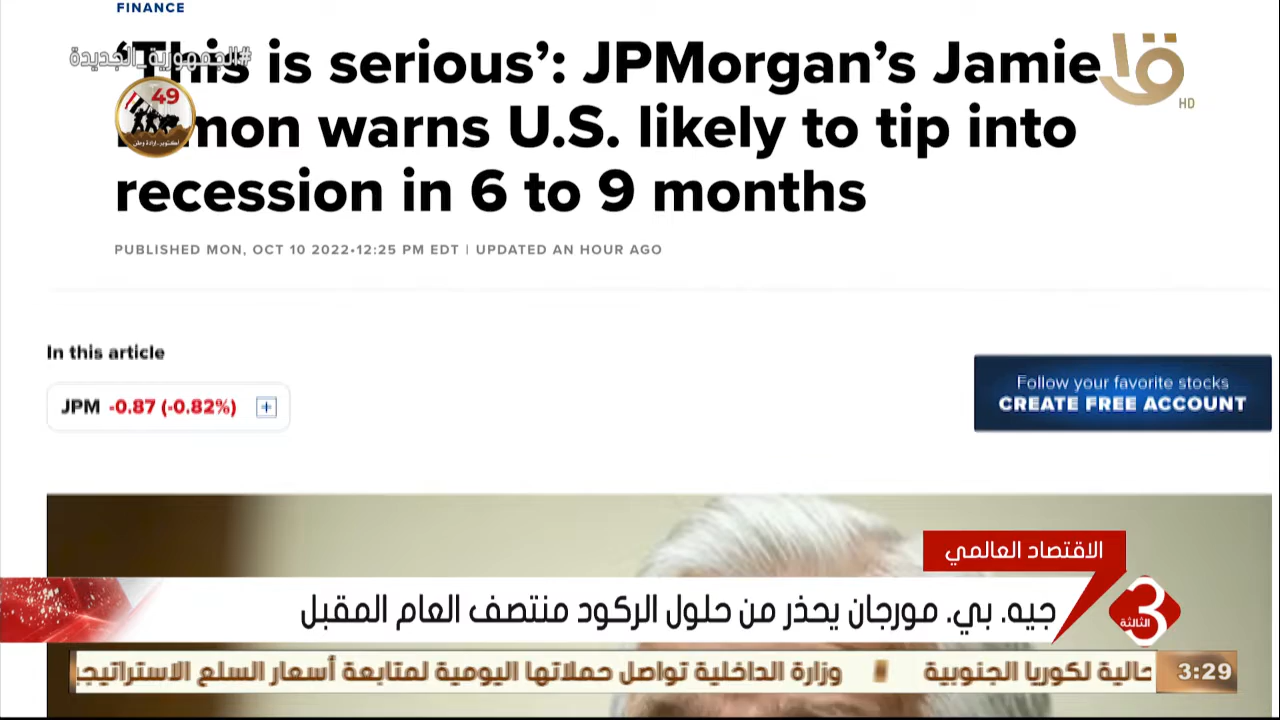 FINANCE
#الجمهورية_الجديدة
‘This is serious’: JPMorgan’s Jamie
mon warns U.S. likely to tip into
recession in 6 to 9 months
49
أكتوبر..إرادة وطن
HD
PUBLISHED MON, OCT 10 2022•12:25 PM EDT | UPDATED AN HOUR AGO
In this article
JPM -0.87 (-0.82%)
Follow your favorite stocks
CREATE FREE ACCOUNT
الاقتصاد العالمي
جيه. بي. مورجان يحذر من حلول الركود منتصف العام المقبل
3
الثالثة
حالية لكوريا الجنوبية
وزارة الداخلية تواصل حملاتها اليومية لمتابعة أسعار السلع الاستراتيجي
3:29